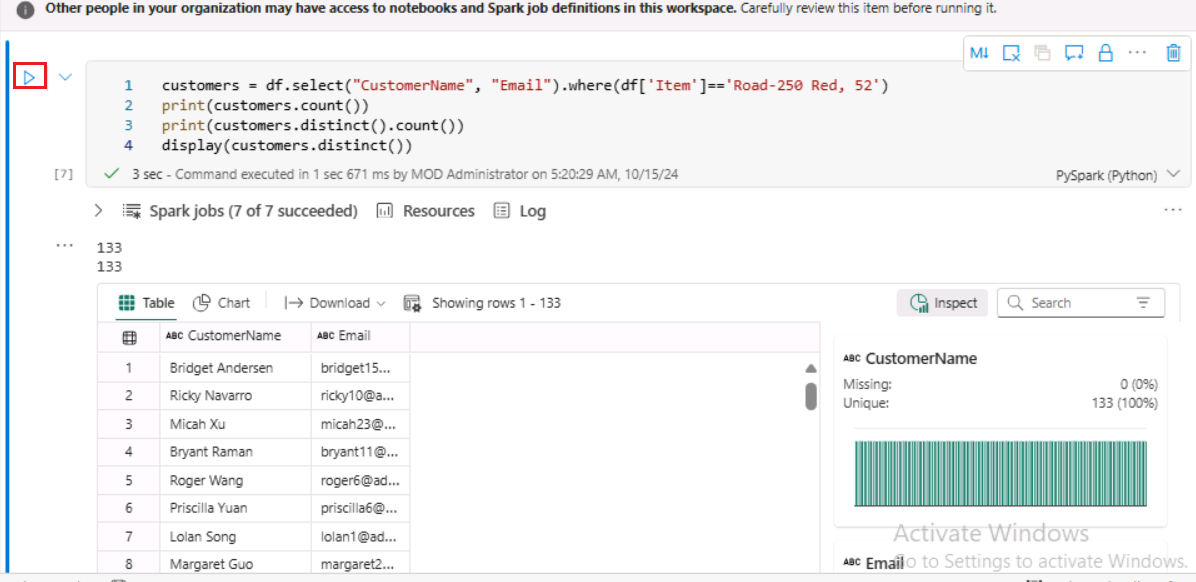 Other people in your organization may have access to notebooks and Spark job definitions in this workspace. Carefully review this item before running it.
M↓
1 customers = df.select("CustomerName", "Email").where(df['Item']=='Road-250 Red, 52')
2 print(customers.count())
3 print(customers.distinct().count())
4 display(customers.distinct())
[7] 3 sec - Command executed in 1 sec 671 ms by MOD Administrator on 5:20:29 AM, 10/15/24 PySpark (Python)
Spark jobs (7 of 7 succeeded) Resources Log
133
133
Table Chart Download Showing rows 1 - 133 Inspect Search
ABC CustomerName ABC Email
1 Bridget Andersen bridget15...
2 Ricky Navarro ricky10@a...
3 Micah Xu micah23@...
4 Bryant Raman bryant11@...
5 Roger Wang roger6@ad...
6 Priscilla Yuan priscilla6@...
7 Lolan Song lolan1@ad...
8 Margaret Guo margaret2...
ABC CustomerName
Missing: 0 (0%)
Unique: 133 (100%)
Activate Windows
ABC Email
Go to Settings to activate Windows.